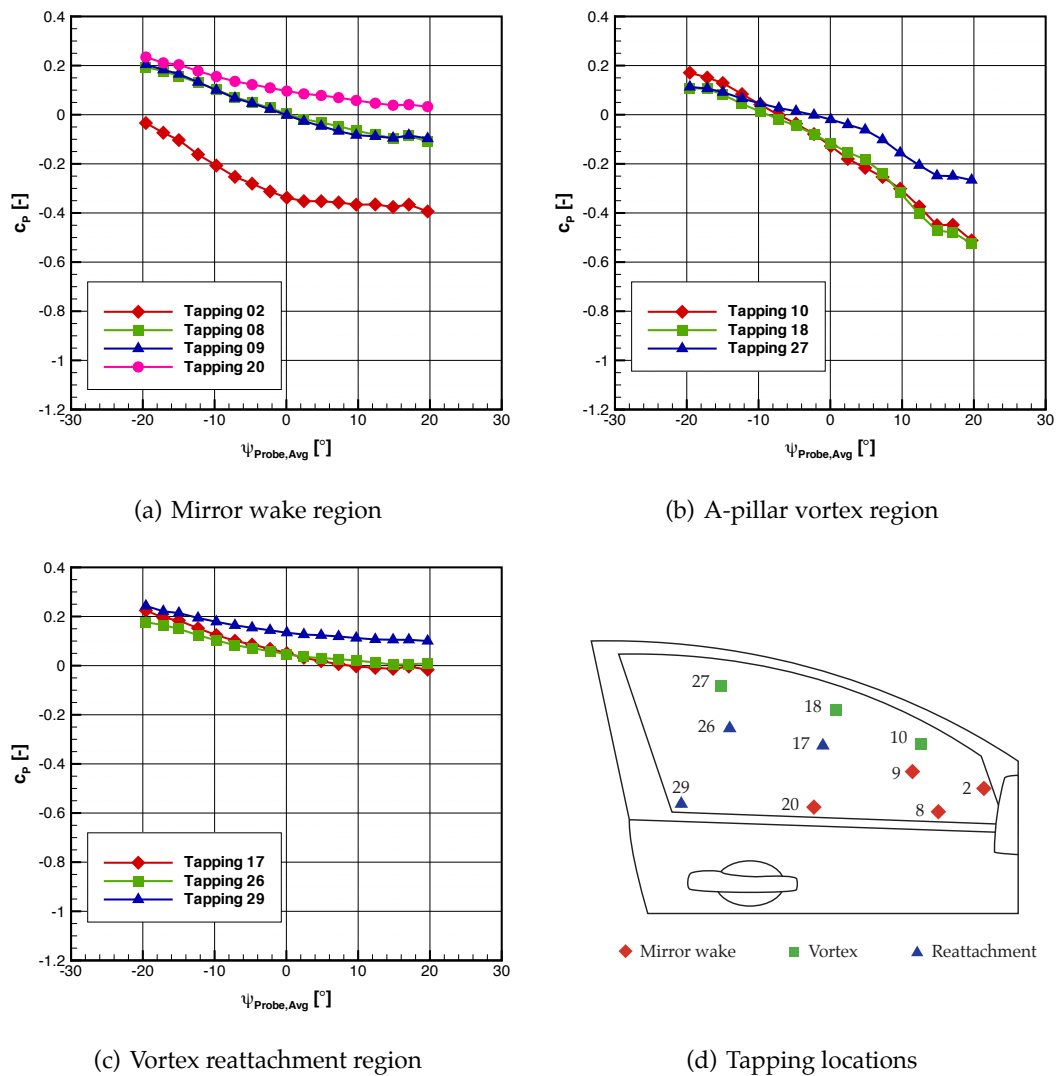 0.4
0.2
0
-0.2
-0.4
-0.6
-0.8
-1
-1.2
cP [-]
Tapping 02
Tapping 08
Tapping 09
Tapping 20
-30 -20 -10 0 10 20 30
ψProbe,Avg [°]
(a) Mirror wake region
0.4
0.2
0
-0.2
-0.4
-0.6
-0.8
-1
-1.2
cP [-]
Tapping 10
Tapping 18
Tapping 27
-30 -20 -10 0 10 20 30
ψProbe,Avg [°]
(b) A-pillar vortex region
0.4
0.2
0
-0.2
-0.4
-0.6
-0.8
-1
-1.2
cP [-]
Tapping 17
Tapping 26
Tapping 29
-30 -20 -10 0 10 20 30
ψProbe,Avg [°]
(c) Vortex reattachment region
27
18
26
17
10
9
2
29
20
8
Mirror wake Vortex Reattachment
(d) Tapping locations